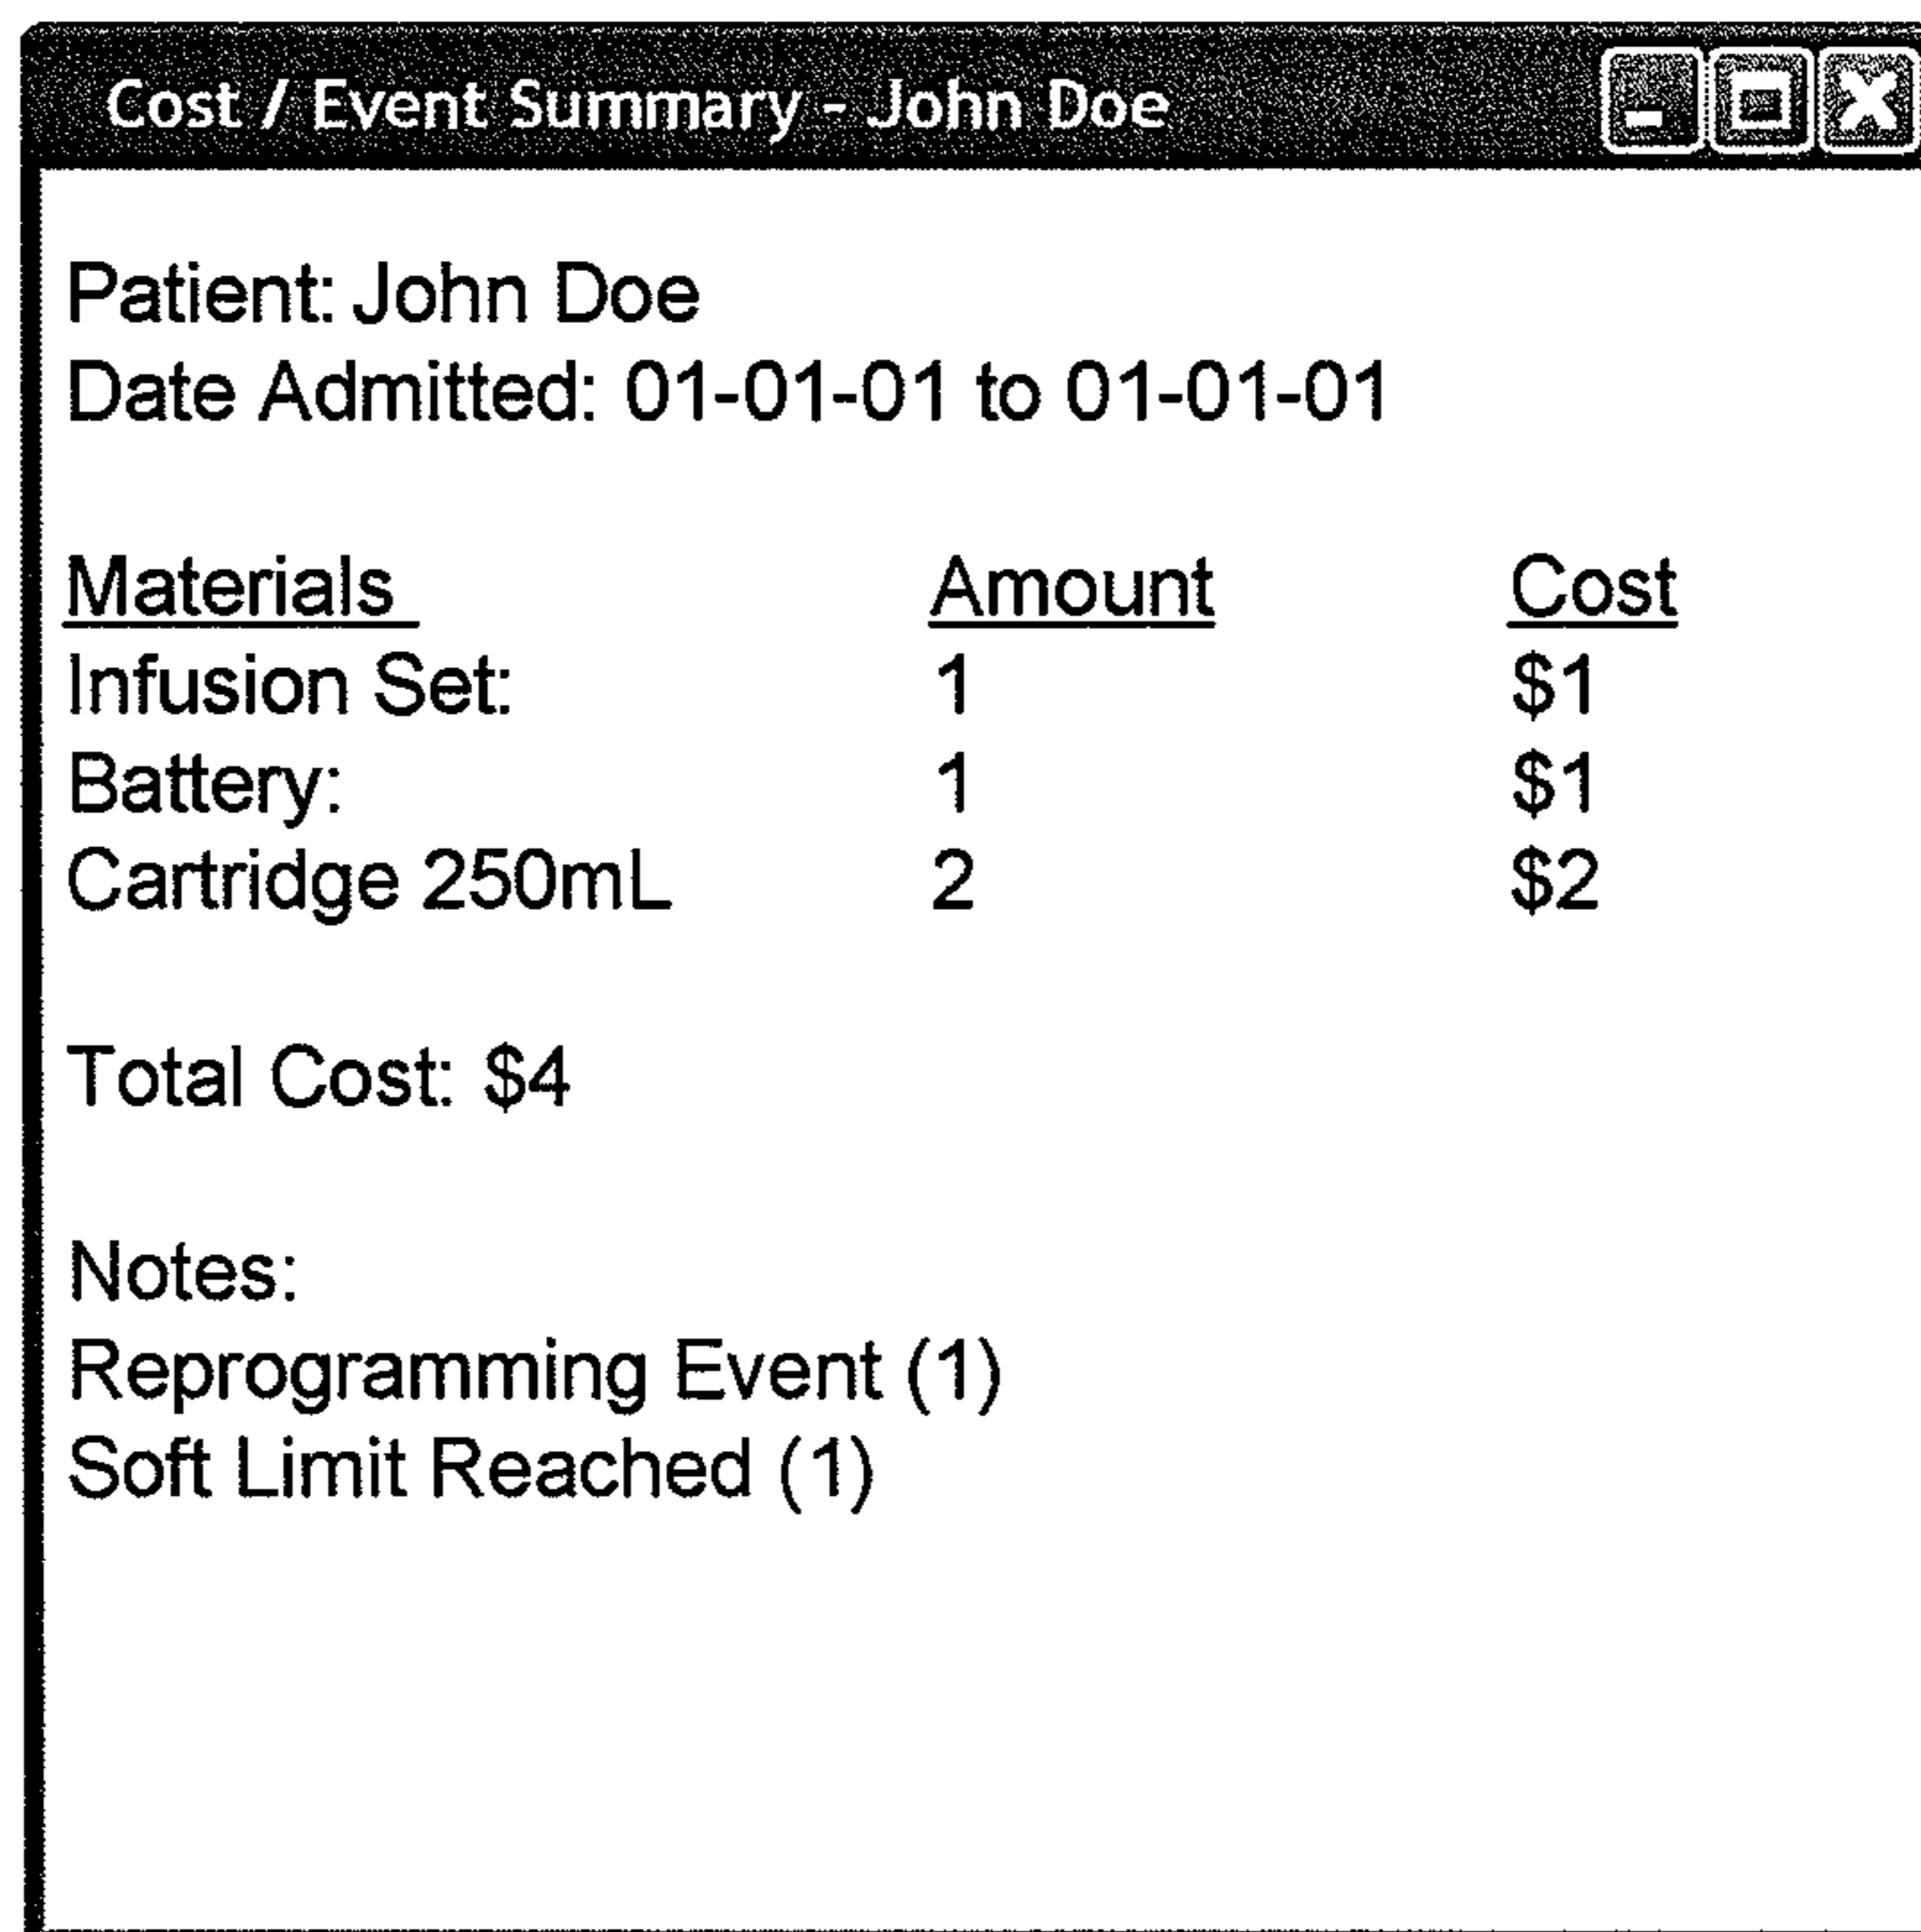 Cost / Event Summary - John Doe
Patient: John Doe
Date Admitted: 01-01-01 to 01-01-01
Materials Amount Cost
Infusion Set: 1 $1
Battery: 1 $1
Cartridge 250mL 2 $2
Total Cost: $4
Notes:
Reprogramming Event (1)
Soft Limit Reached (1)